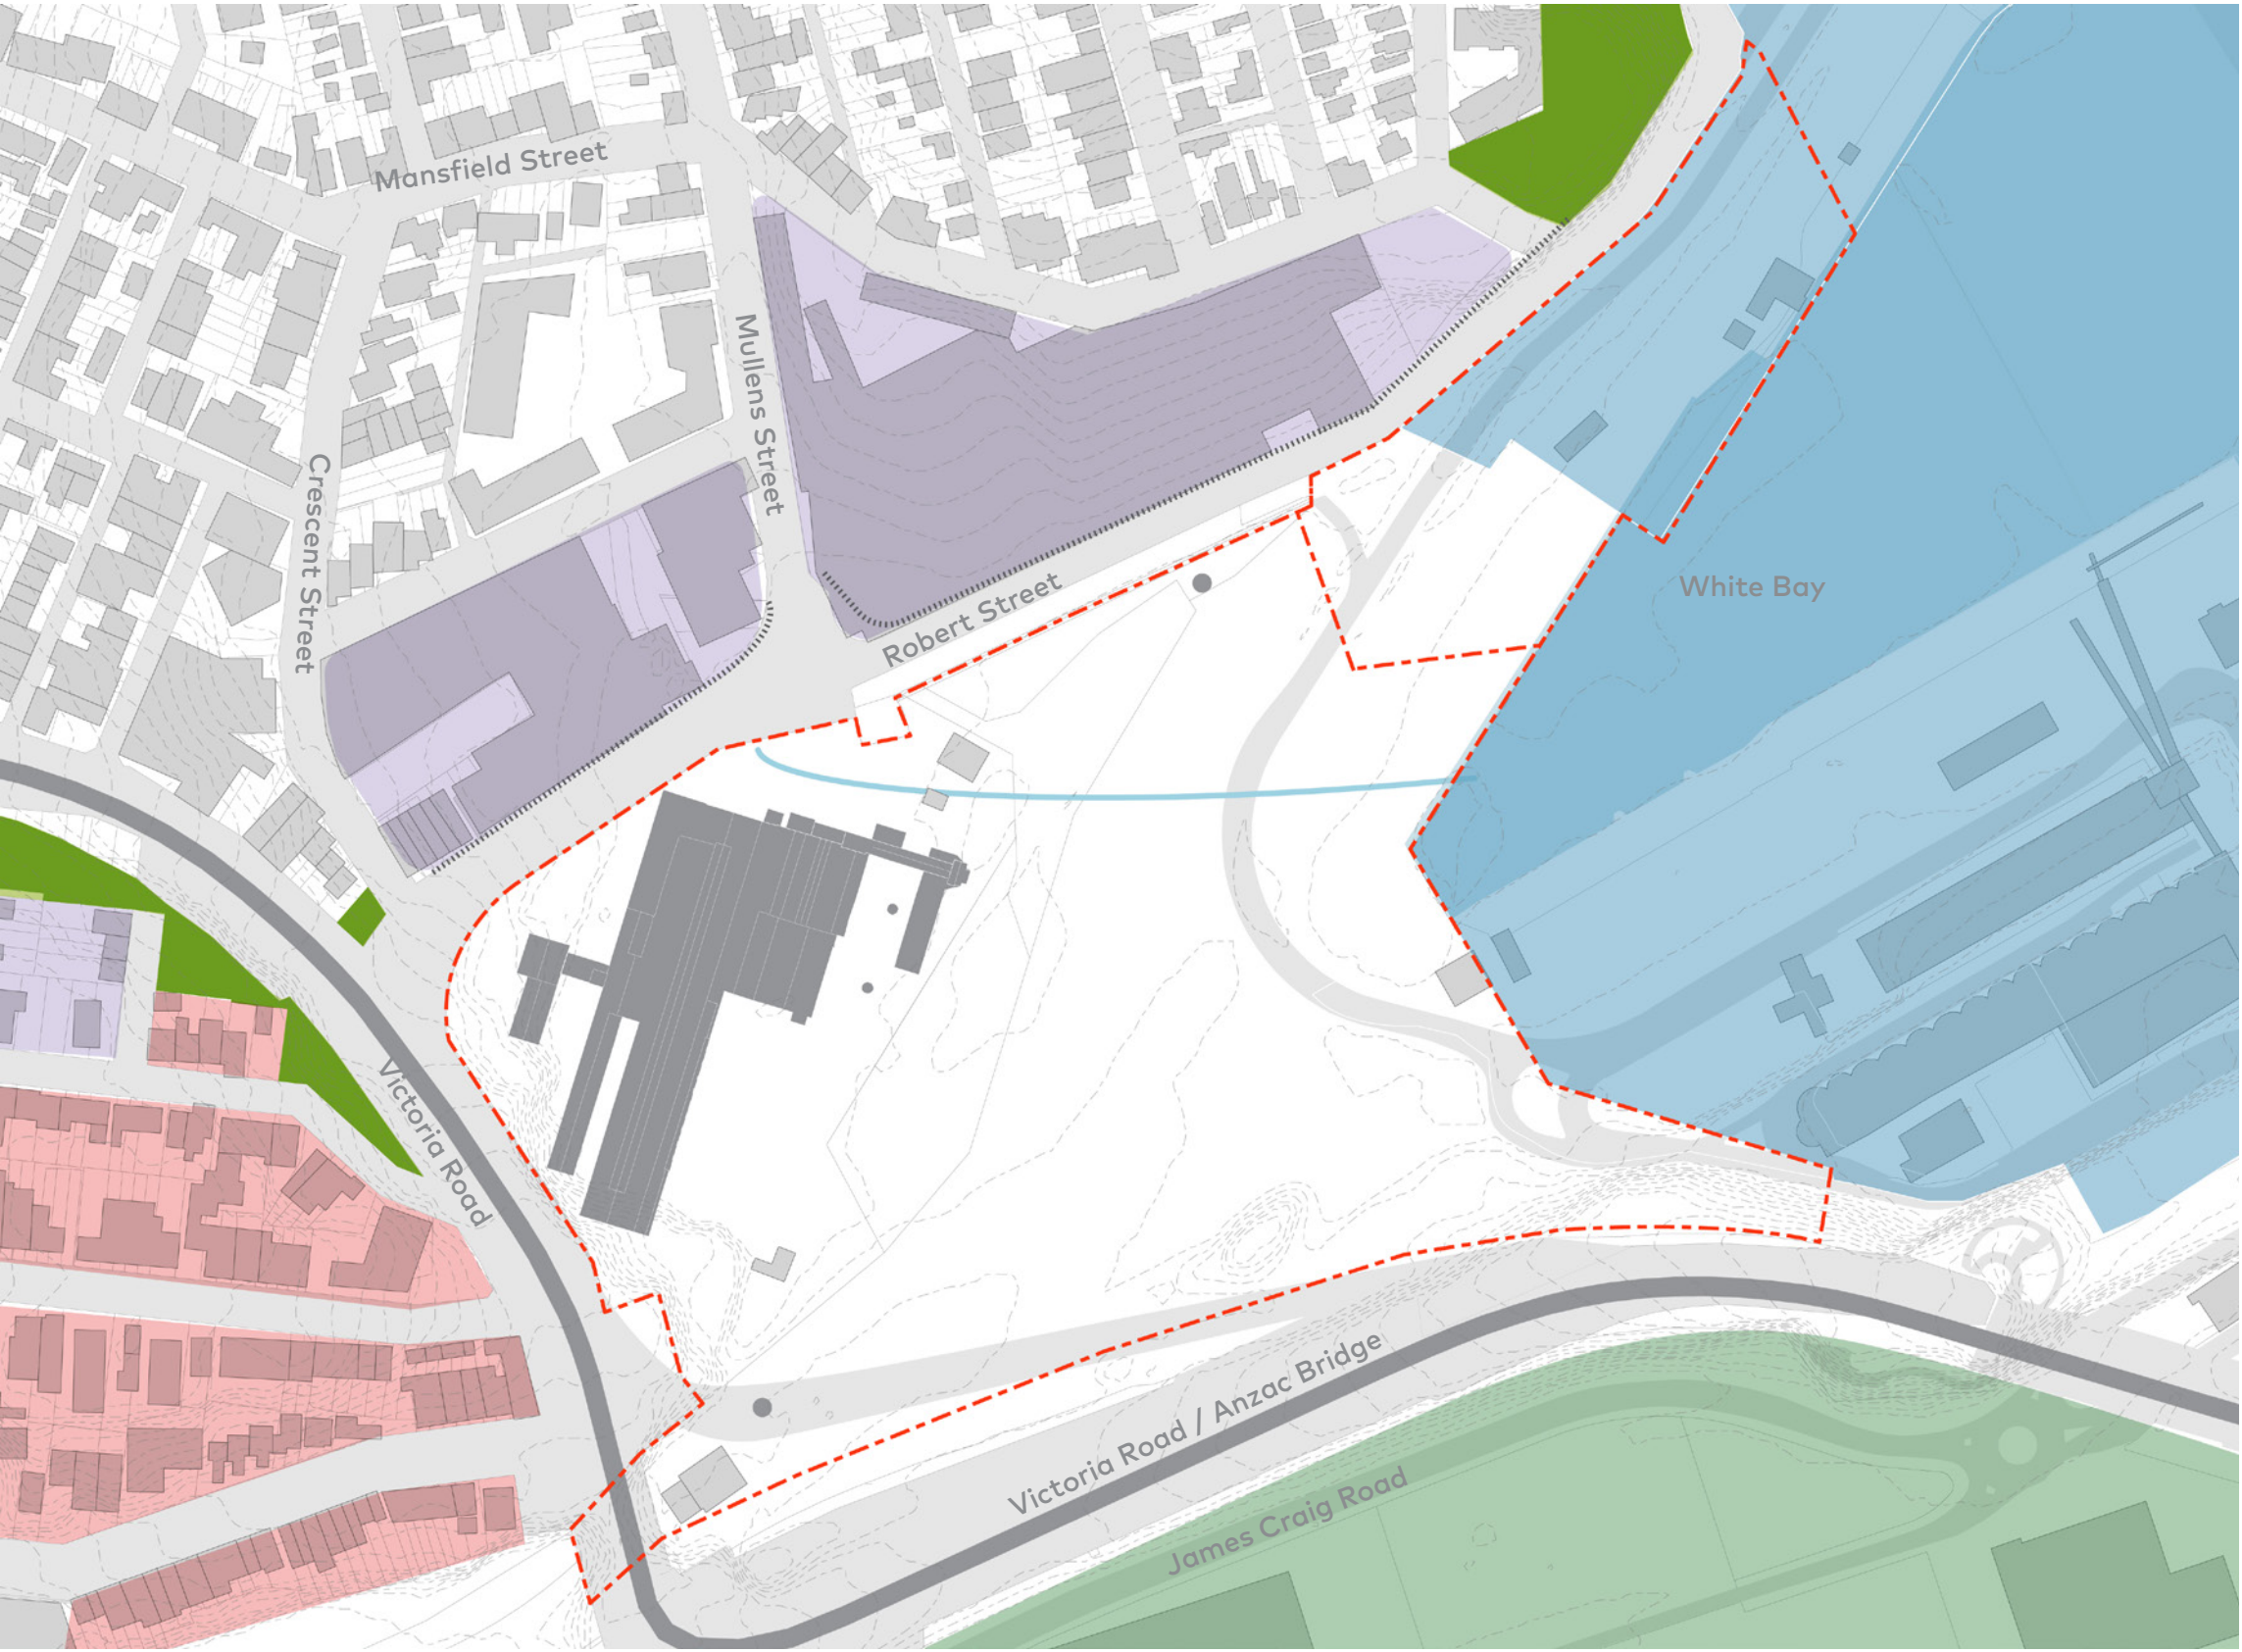 Mansfield Street
Mullens Street
Crescent Street
Robert Street
White Bay
Victoria Road
Victoria Road / Anzac Bridge
James Craig Road